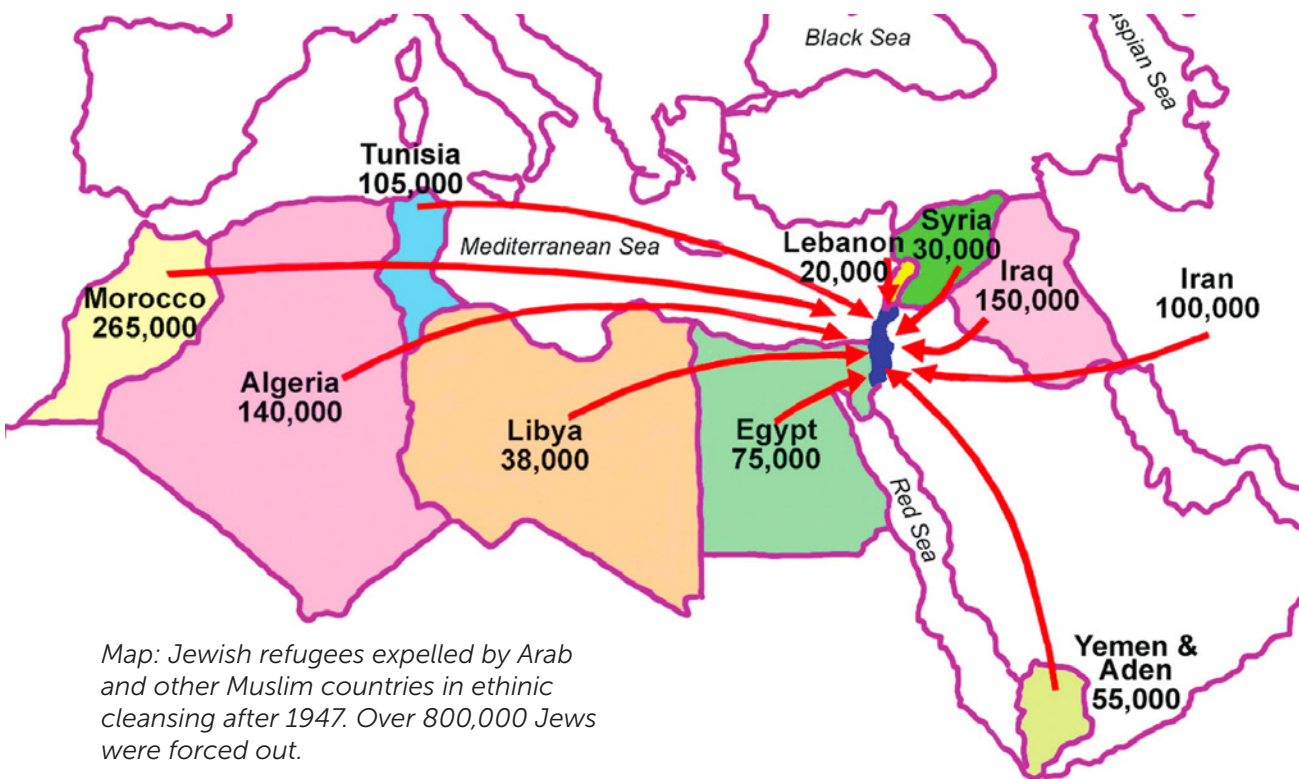 Black Sea
aspian Sea
Tunisia
105,000
Mediterranean Sea
Lebanon
20,000
Syria
30,000
Iraq
150,000
Iran
100,000
Morocco
265,000
Algeria
140,000
Libya
38,000
Egypt
75,000
Red Sea
Yemen &
Aden
55,000
Map: Jewish refugees expelled by Arab
and other Muslim countries in ethinic
cleansing after 1947. Over 800,000 Jews
were forced out.